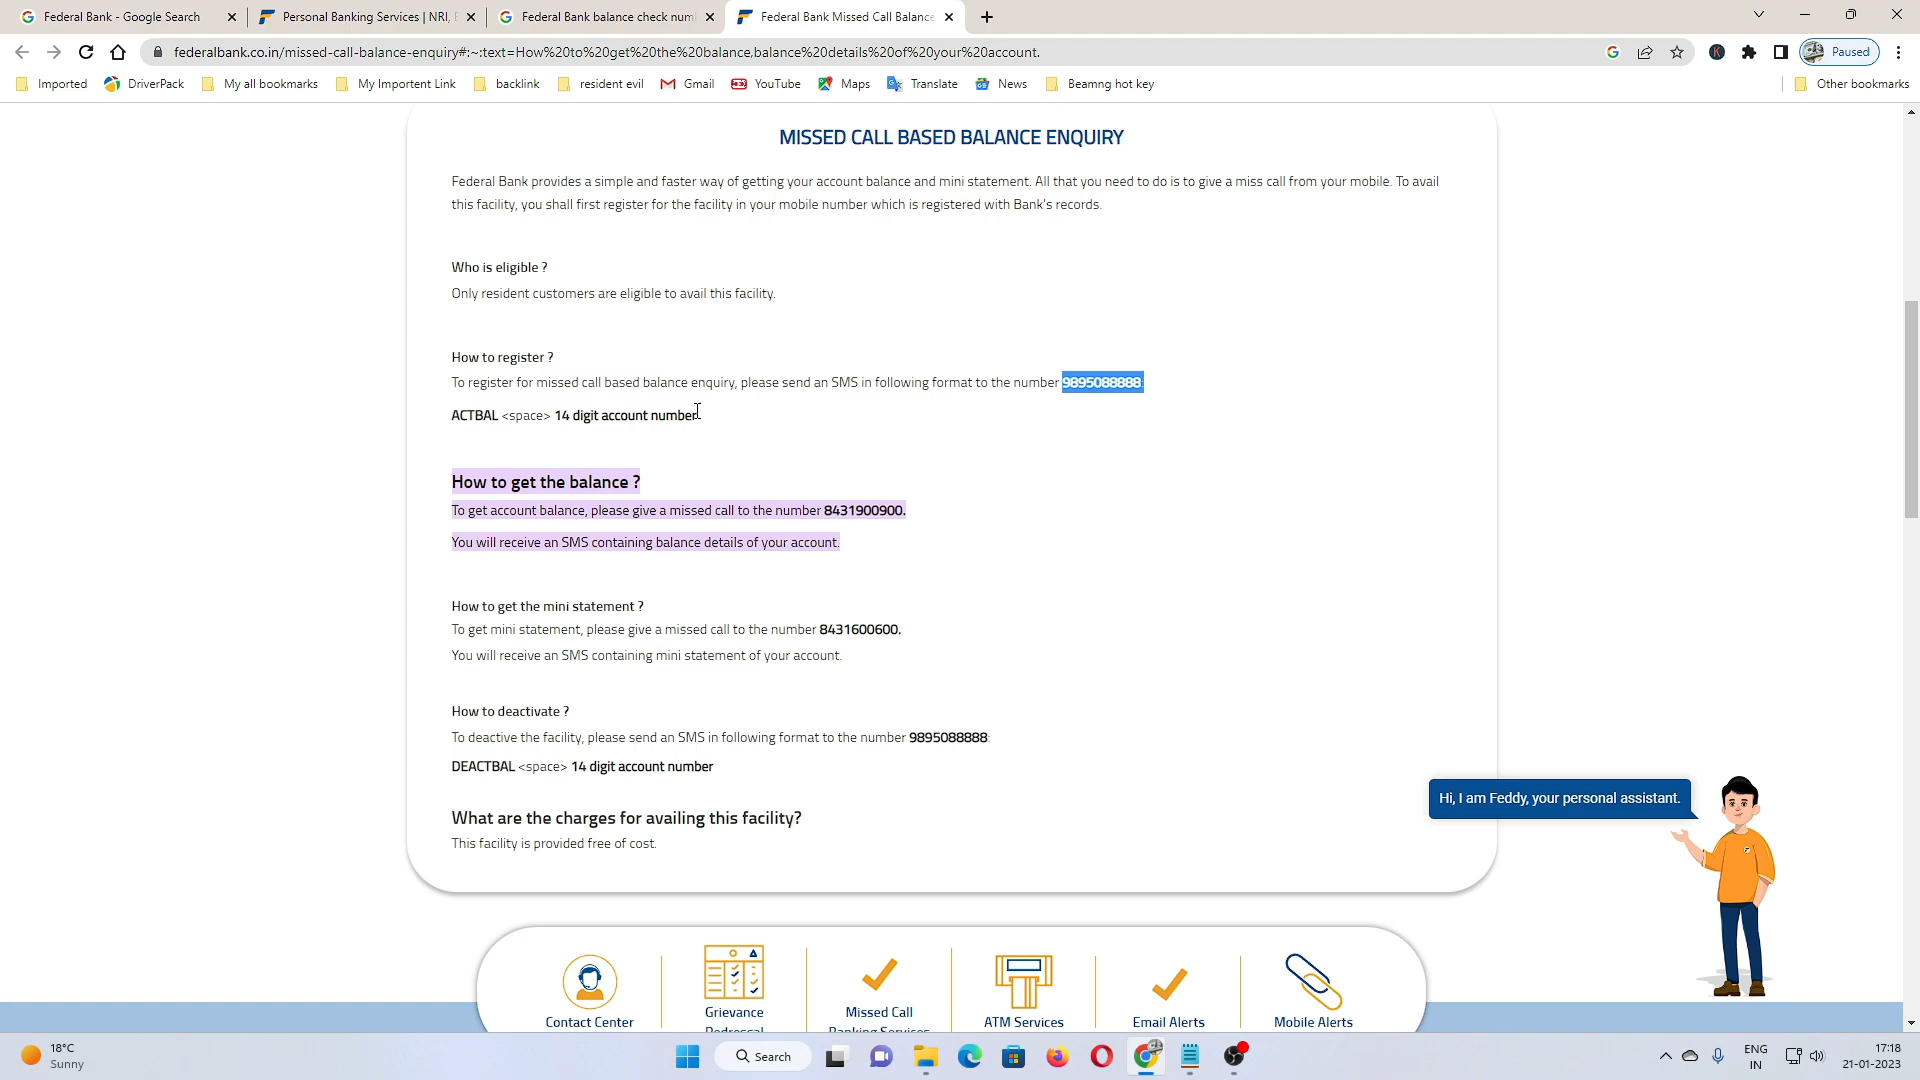 Federal Bank - Google Search
Personal Banking Services | NRI,
Federal Bank balance check num
Federal Bank Missed Call Balance
federalbank.co.in/missed-call-balance-enquiry#:~:text=How%20to%20get%20the%20balance,balance%20details%20of%20your%20account.
K
Paused
Imported
DriverPack
My all bookmarks
My Importent Link
backlink
resident evil
Gmail
YouTube
Maps
Translate
News
Beamng hot key
Other bookmarks
MISSED CALL BASED BALANCE ENQUIRY
Federal Bank provides a simple and faster way of getting your account balance and mini statement. All that you need to do is to give a miss call from your mobile. To avail
this facility, you shall first register for the facility in your mobile number which is registered with Bank's records.
Who is eligible ?
Only resident customers are eligible to avail this facility.
How to register ?
To register for missed call based balance enquiry, please send an SMS in following format to the number 9895088888:
ACTBAL <space> 14 digit account number
How to get the balance ?
To get account balance, please give a missed call to the number 8431900900.
You will receive an SMS containing balance details of your account.
How to get the mini statement ?
To get mini statement, please give a missed call to the number 8431600600.
You will receive an SMS containing mini statement of your account.
How to deactivate ?
To deactive the facility, please send an SMS in following format to the number 9895088888:
DEACTBAL <space> 14 digit account number
What are the charges for availing this facility?
This facility is provided free of cost.
Hi, I am Feddy, your personal assistant.
Contact Center
Grievance
Redressal
Missed Call
Banking Services
ATM Services
Email Alerts
Mobile Alerts
18°C
Sunny
Search
ENG
IN
17:18
21-01-2023